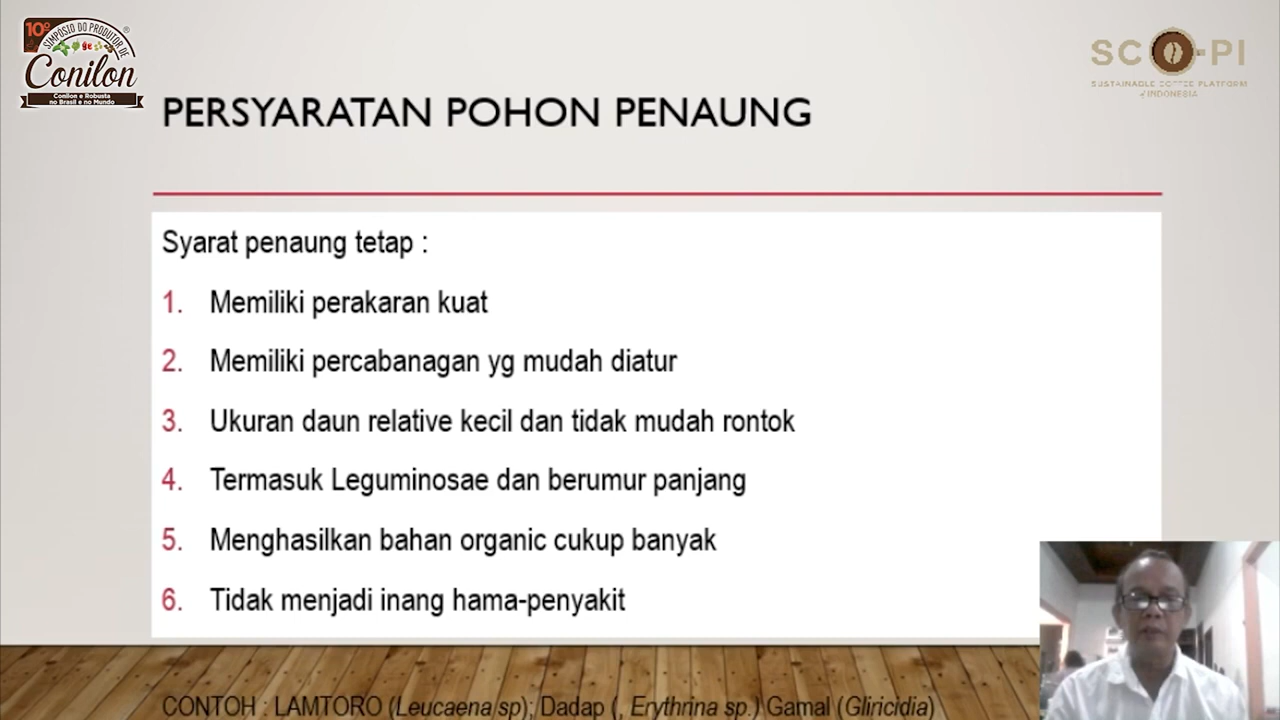 10º
SIMPÓSIO DO PRODUTOR DE
Conilon
Conilon e Robusta
no Brasil e no Mundo
SCOPI
SUSTAINABLE COFFEE PLATFORM
of INDONESIA
PERSYARATAN POHON PENAUNG
Syarat penaung tetap :
1. Memiliki perakaran kuat
2. Memiliki percabanagan yg mudah diatur
3. Ukuran daun relative kecil dan tidak mudah rontok
4. Termasuk Leguminosae dan berumur panjang
5. Menghasilkan bahan organic cukup banyak
6. Tidak menjadi inang hama-penyakit
CONTOH : LAMTORO (Leucaena sp); Dadap (, Erythrina sp.) Gamal (Gliricidia)